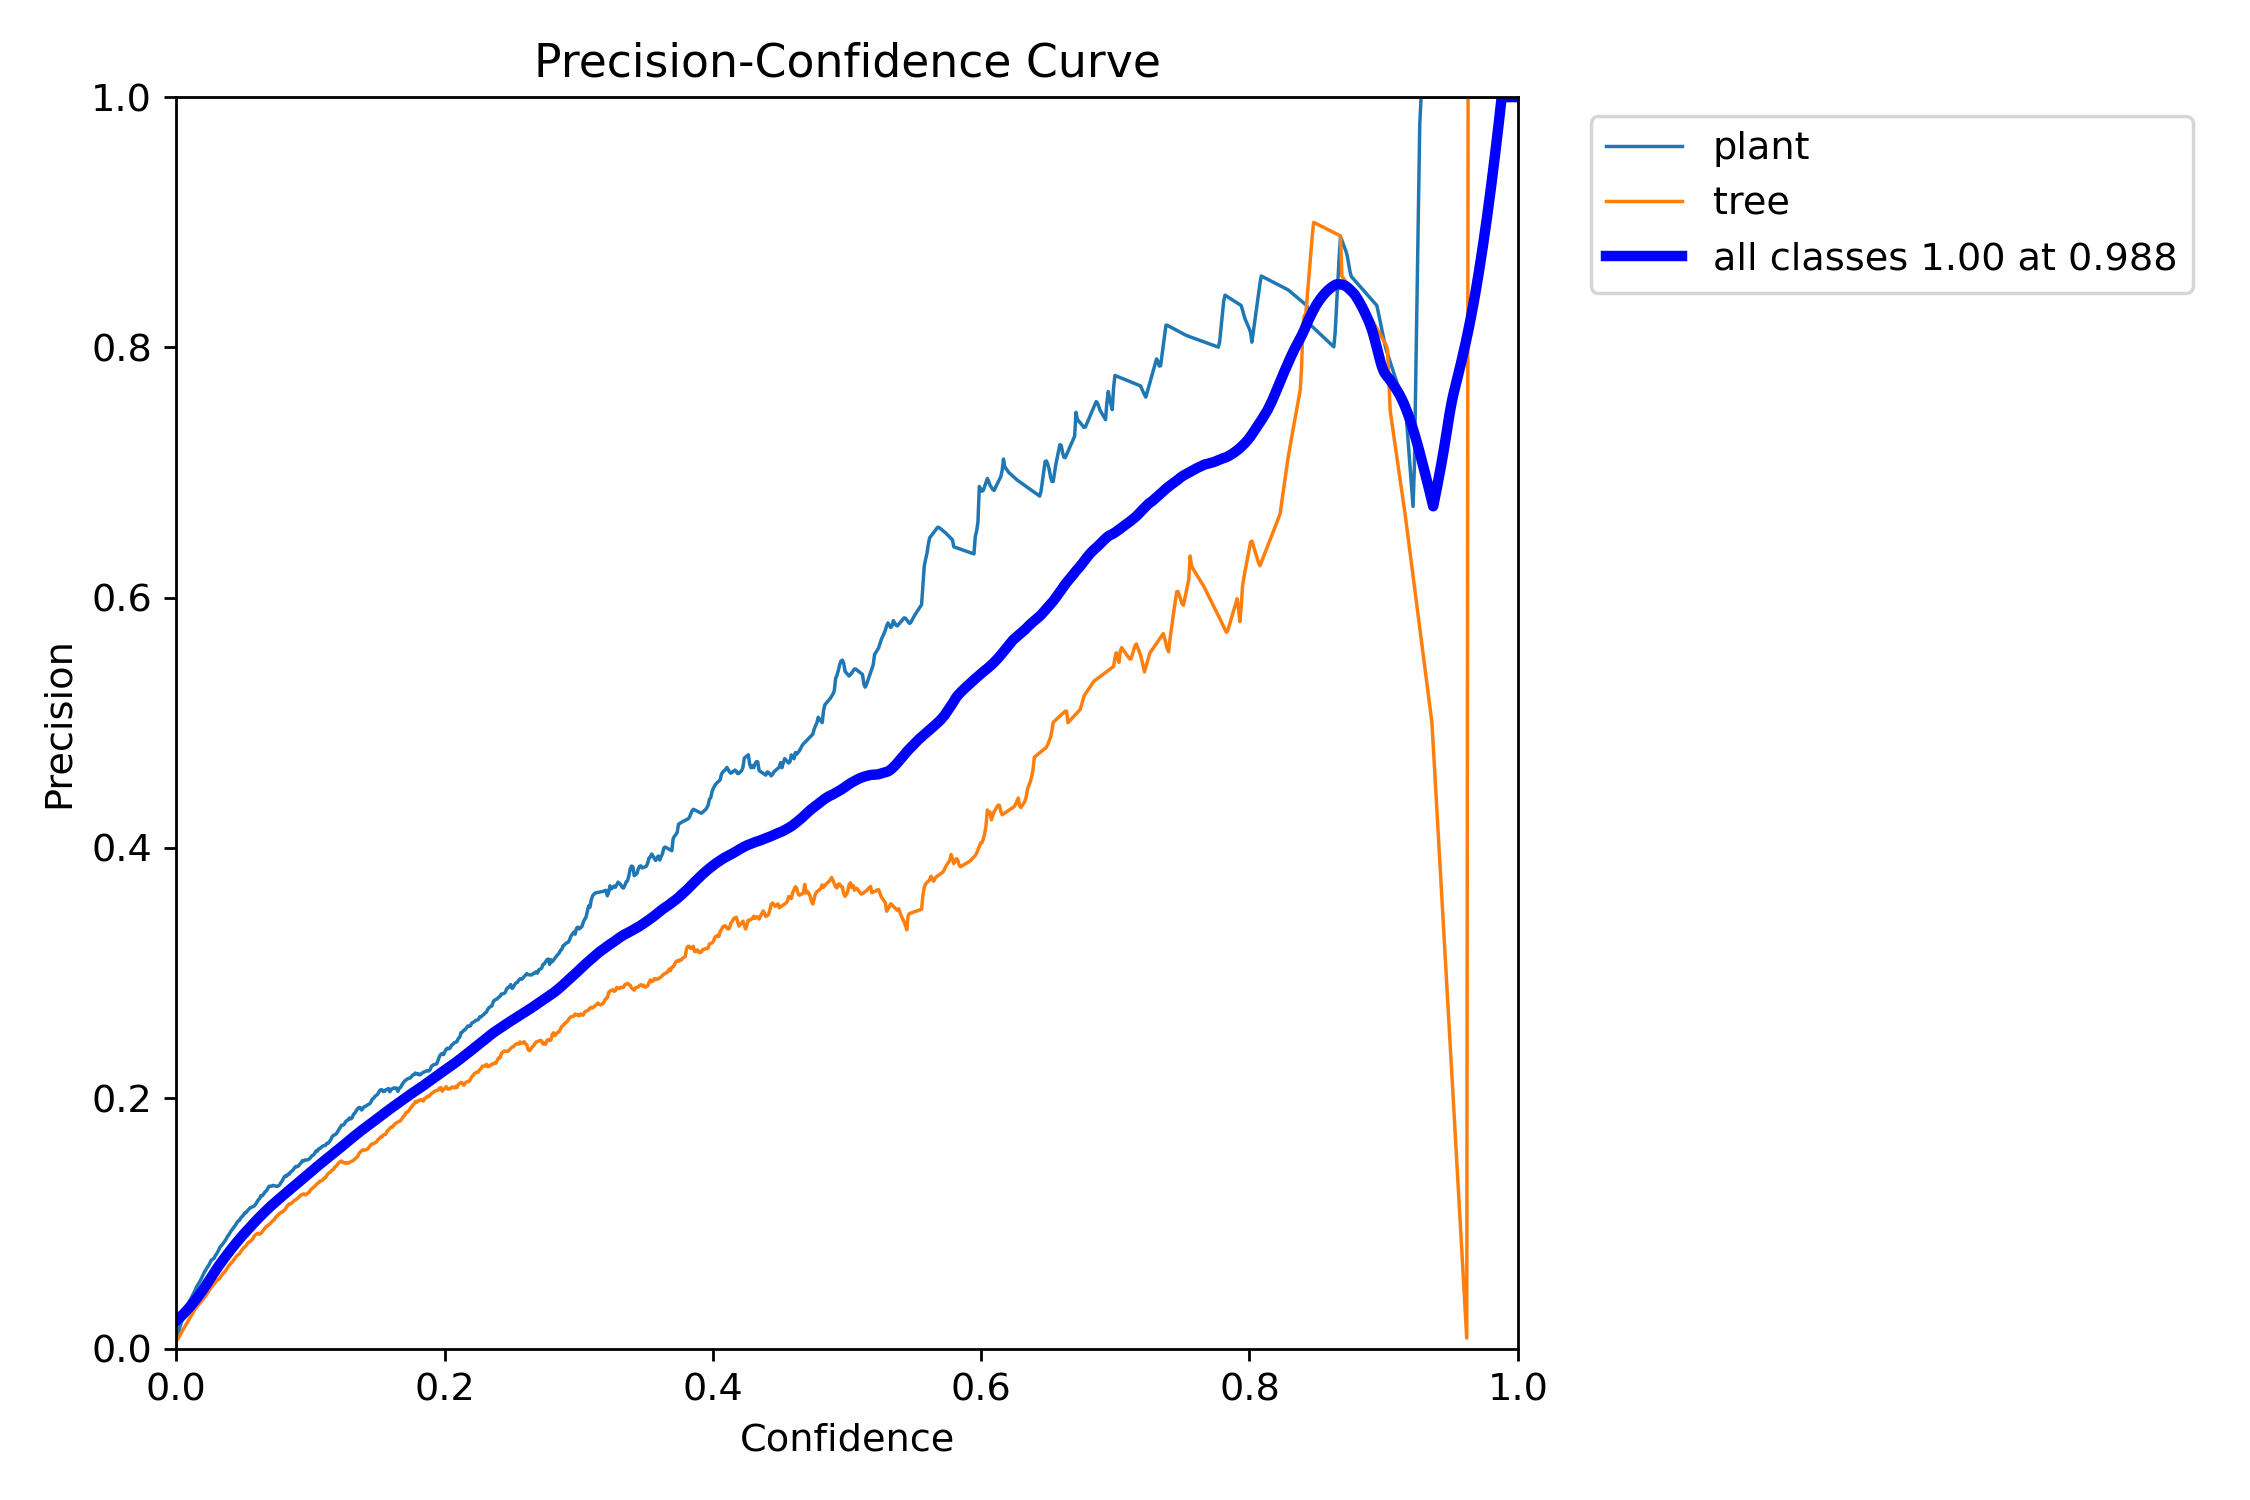 Precision-Confidence Curve
1.0
0.8
0.6
0.4
0.2
0.0
Precision
0.0 0.2 0.4 0.6 0.8 1.0
Confidence
plant
tree
all classes 1.00 at 0.988